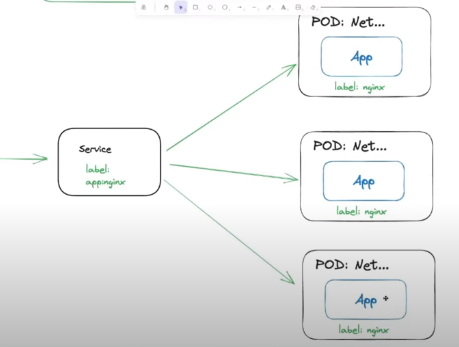 POD: Net...
App
label: nginx
Service
label:
app:nginx
POD: Net...
App
label: nginx
POD: Net...
App
label: nginx